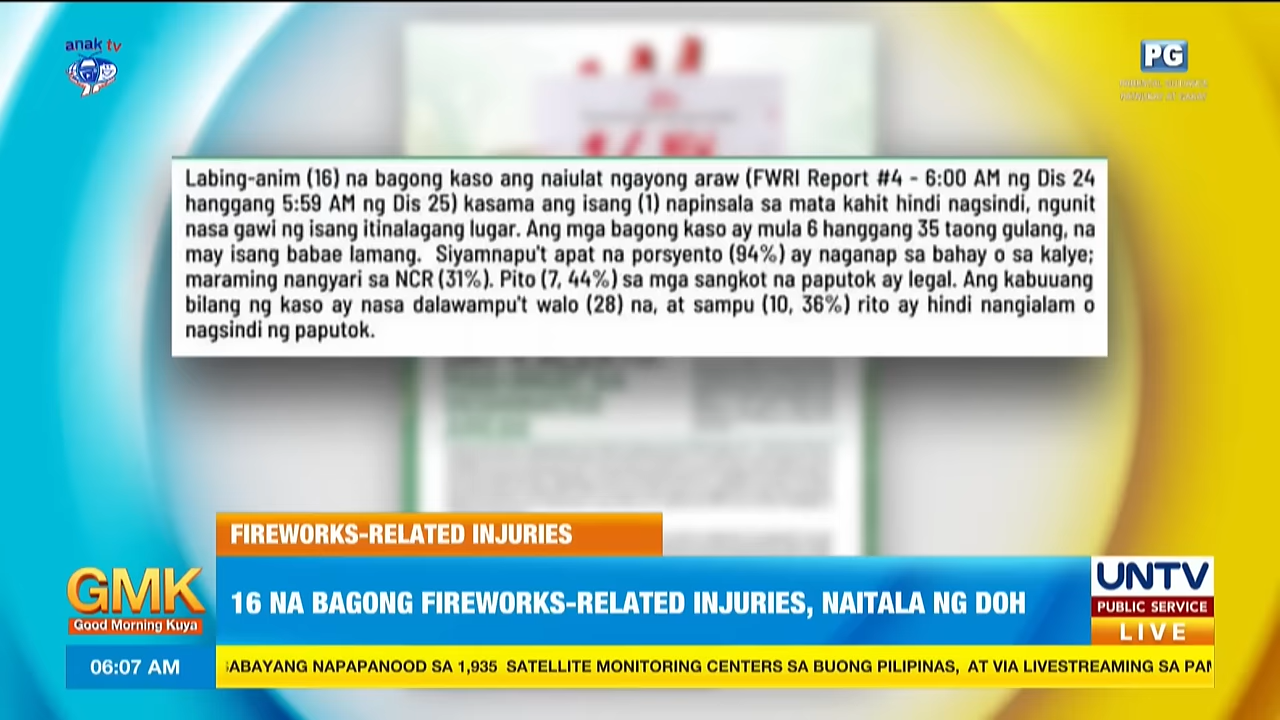 anak tv
PG
Labing-anim (16) na bagong kaso ang naiulat ngayong araw (FWRI Report #4 - 6:00 AM ng Dis 24
hanggang 5:59 AM ng Dis 25) kasama ang isang (1) napinsala sa mata kahit hindi nagsindi, ngunit
nasa gawi ng isang itinalagang lugar. Ang mga bagong kaso ay mula 6 hanggang 35 taong gulang, na
may isang babae lamang. Siyamnapu't apat na porsyento (94%) ay naganap sa bahay o sa kalye;
maraming nangyari sa NCR (31%). Pito (7, 44%) sa mga sangkot na paputok ay legal. Ang kabuuang
bilang ng kaso ay nasa dalawampu't walo (28) na, at sampu (10, 36%) rito ay hindi nangialam o
nagsindi ng paputok.
FIREWORKS-RELATED INJURIES
GMK
Good Morning Kuya
16 NA BAGONG FIREWORKS-RELATED INJURIES, NAITALA NG DOH
UNTV
PUBLIC SERVICE
LIVE
06:07 AM
ABAYANG NAPAPANOOD SA 1,935 SATELLITE MONITORING CENTERS SA BUONG PILIPINAS, AT VIA LIVESTREAMING SA